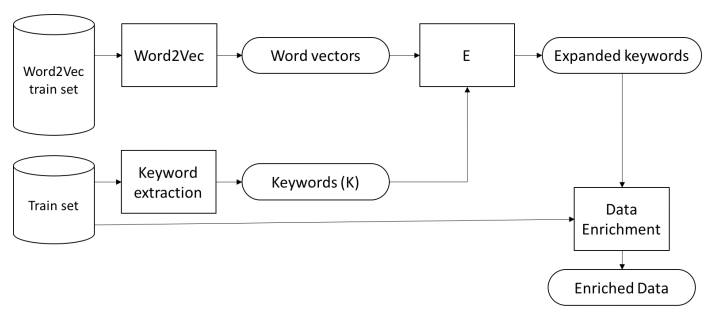 Word2Vec
train set
Word2Vec
Word vectors
E
Expanded keywords
Train set
Keyword
extraction
Keywords (K)
Data
Enrichment
Enriched Data